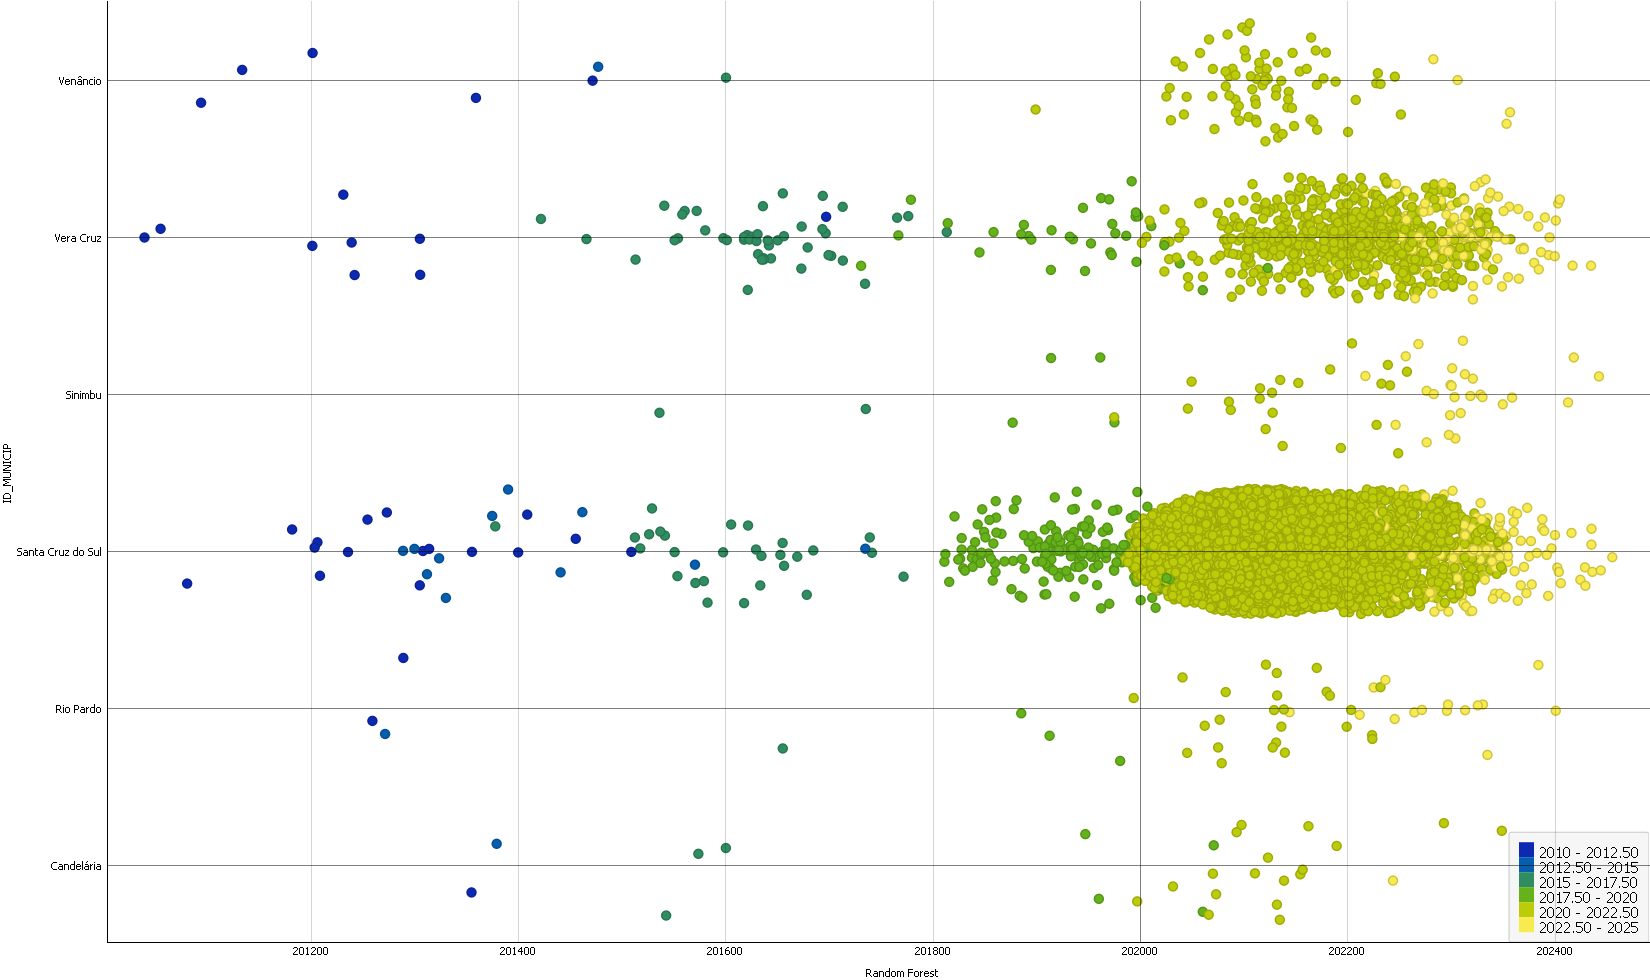 Venâncio
Vera Cruz
Sinimbu
Santa Cruz do Sul
Rio Pardo
Candelária
ID_MUNICIP
2010 - 2012.50
2012.50 - 2015
2015 - 2017.50
2017.50 - 2020
2020 - 2022.50
2022.50 - 2025
201200 201400 201600 201800 202000 202200 202400
Random Forest